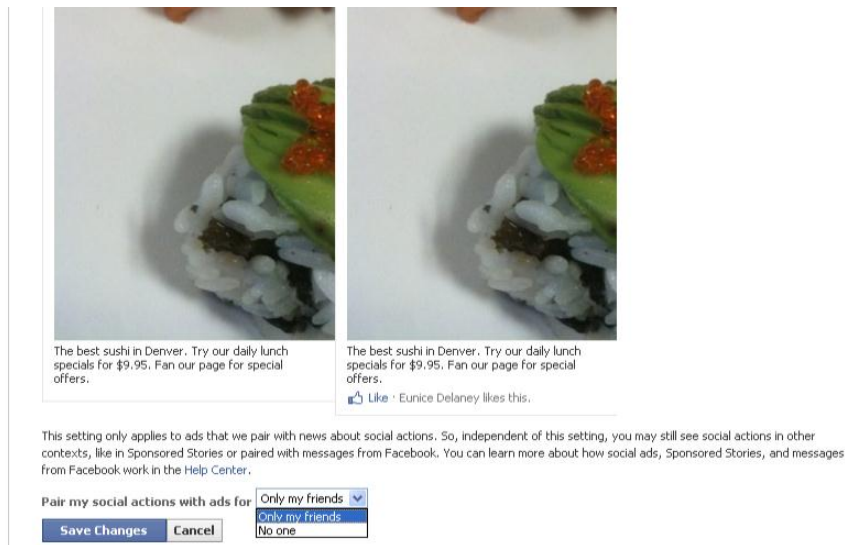 The best sushi in Denver. Try our daily lunch
specials for $9.95. Fan our page for special
offers.
The best sushi in Denver. Try our daily lunch
specials for $9.95. Fan our page for special
offers.
Like · Eunice Delaney likes this.
This setting only applies to ads that we pair with news about social actions. So, independent of this setting, you may still see social actions in other
contexts, like in Sponsored Stories or paired with messages from Facebook. You can learn more about how social ads, Sponsored Stories, and messages
from Facebook work in the Help Center.
Pair my social actions with ads for Only my friends
Only my friends
No one
Save Changes Cancel